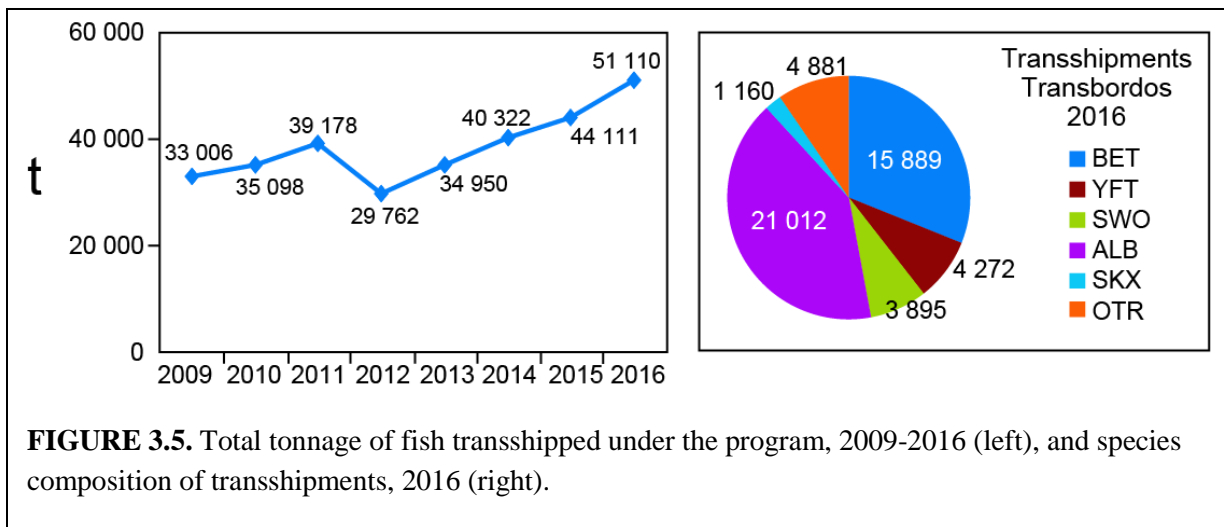 60 000
40 000
20 000
0
t
33 006
35 098
39 178
29 762
34 950
40 322
44 111
51 110
2009 2010 2011 2012 2013 2014 2015 2016
Transshipments
Transbordos
2016
BET
YFT
SWO
ALB
SKX
OTR
4 881
1 160
15 889
21 012
4 272
3 895
FIGURE 3.5. Total tonnage of fish transshipped under the program, 2009-2016 (left), and species
composition of transshipments, 2016 (right).